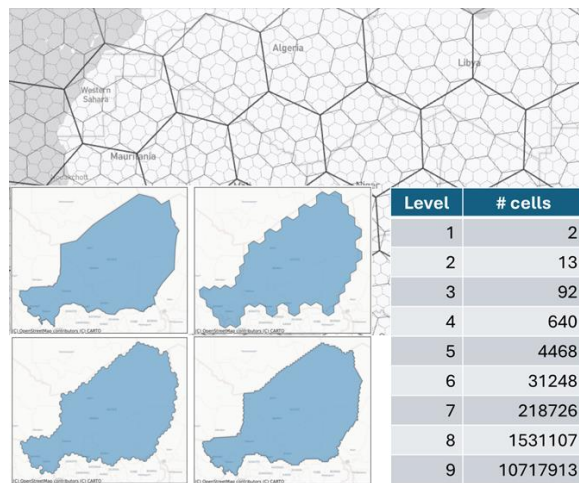 Algeria
Libya
Western
Sahara
Mauritania
Level # cells
1 2
2 13
3 92
4 640
5 4468
6 31248
7 218726
8 1531107
9 10717913
(C) OpenStreetMap contributors (C) CARTO
(C) OpenStreetMap contributors (C) CARTO
(C) OpenStreetMap contributors (C) CARTO
(C) OpenStreetMap contributors (C) CARTO